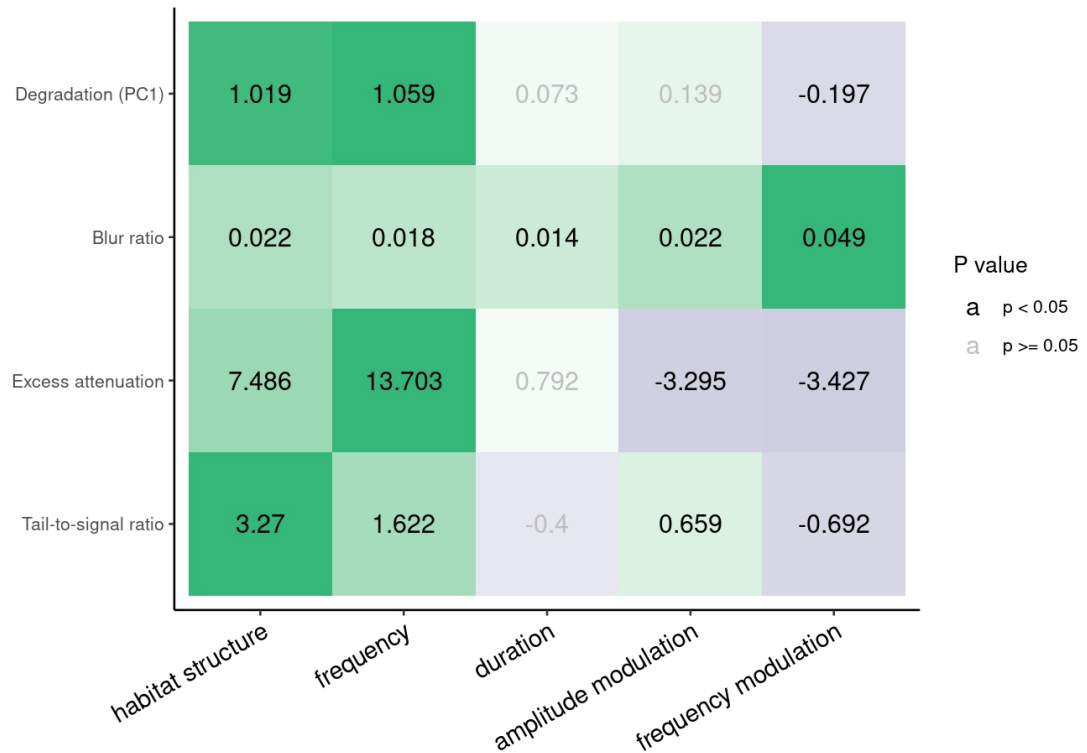 Degradation (PC1) 1.019 1.059 0.073 0.139 -0.197
Blur ratio 0.022 0.018 0.014 0.022 0.049
Excess attenuation 7.486 13.703 0.792 -3.295 -3.427
Tail-to-signal ratio 3.27 1.622 -0.4 0.659 -0.692
habitat structure frequency duration amplitude modulation frequency modulation
P value
a p < 0.05
a p >= 0.05